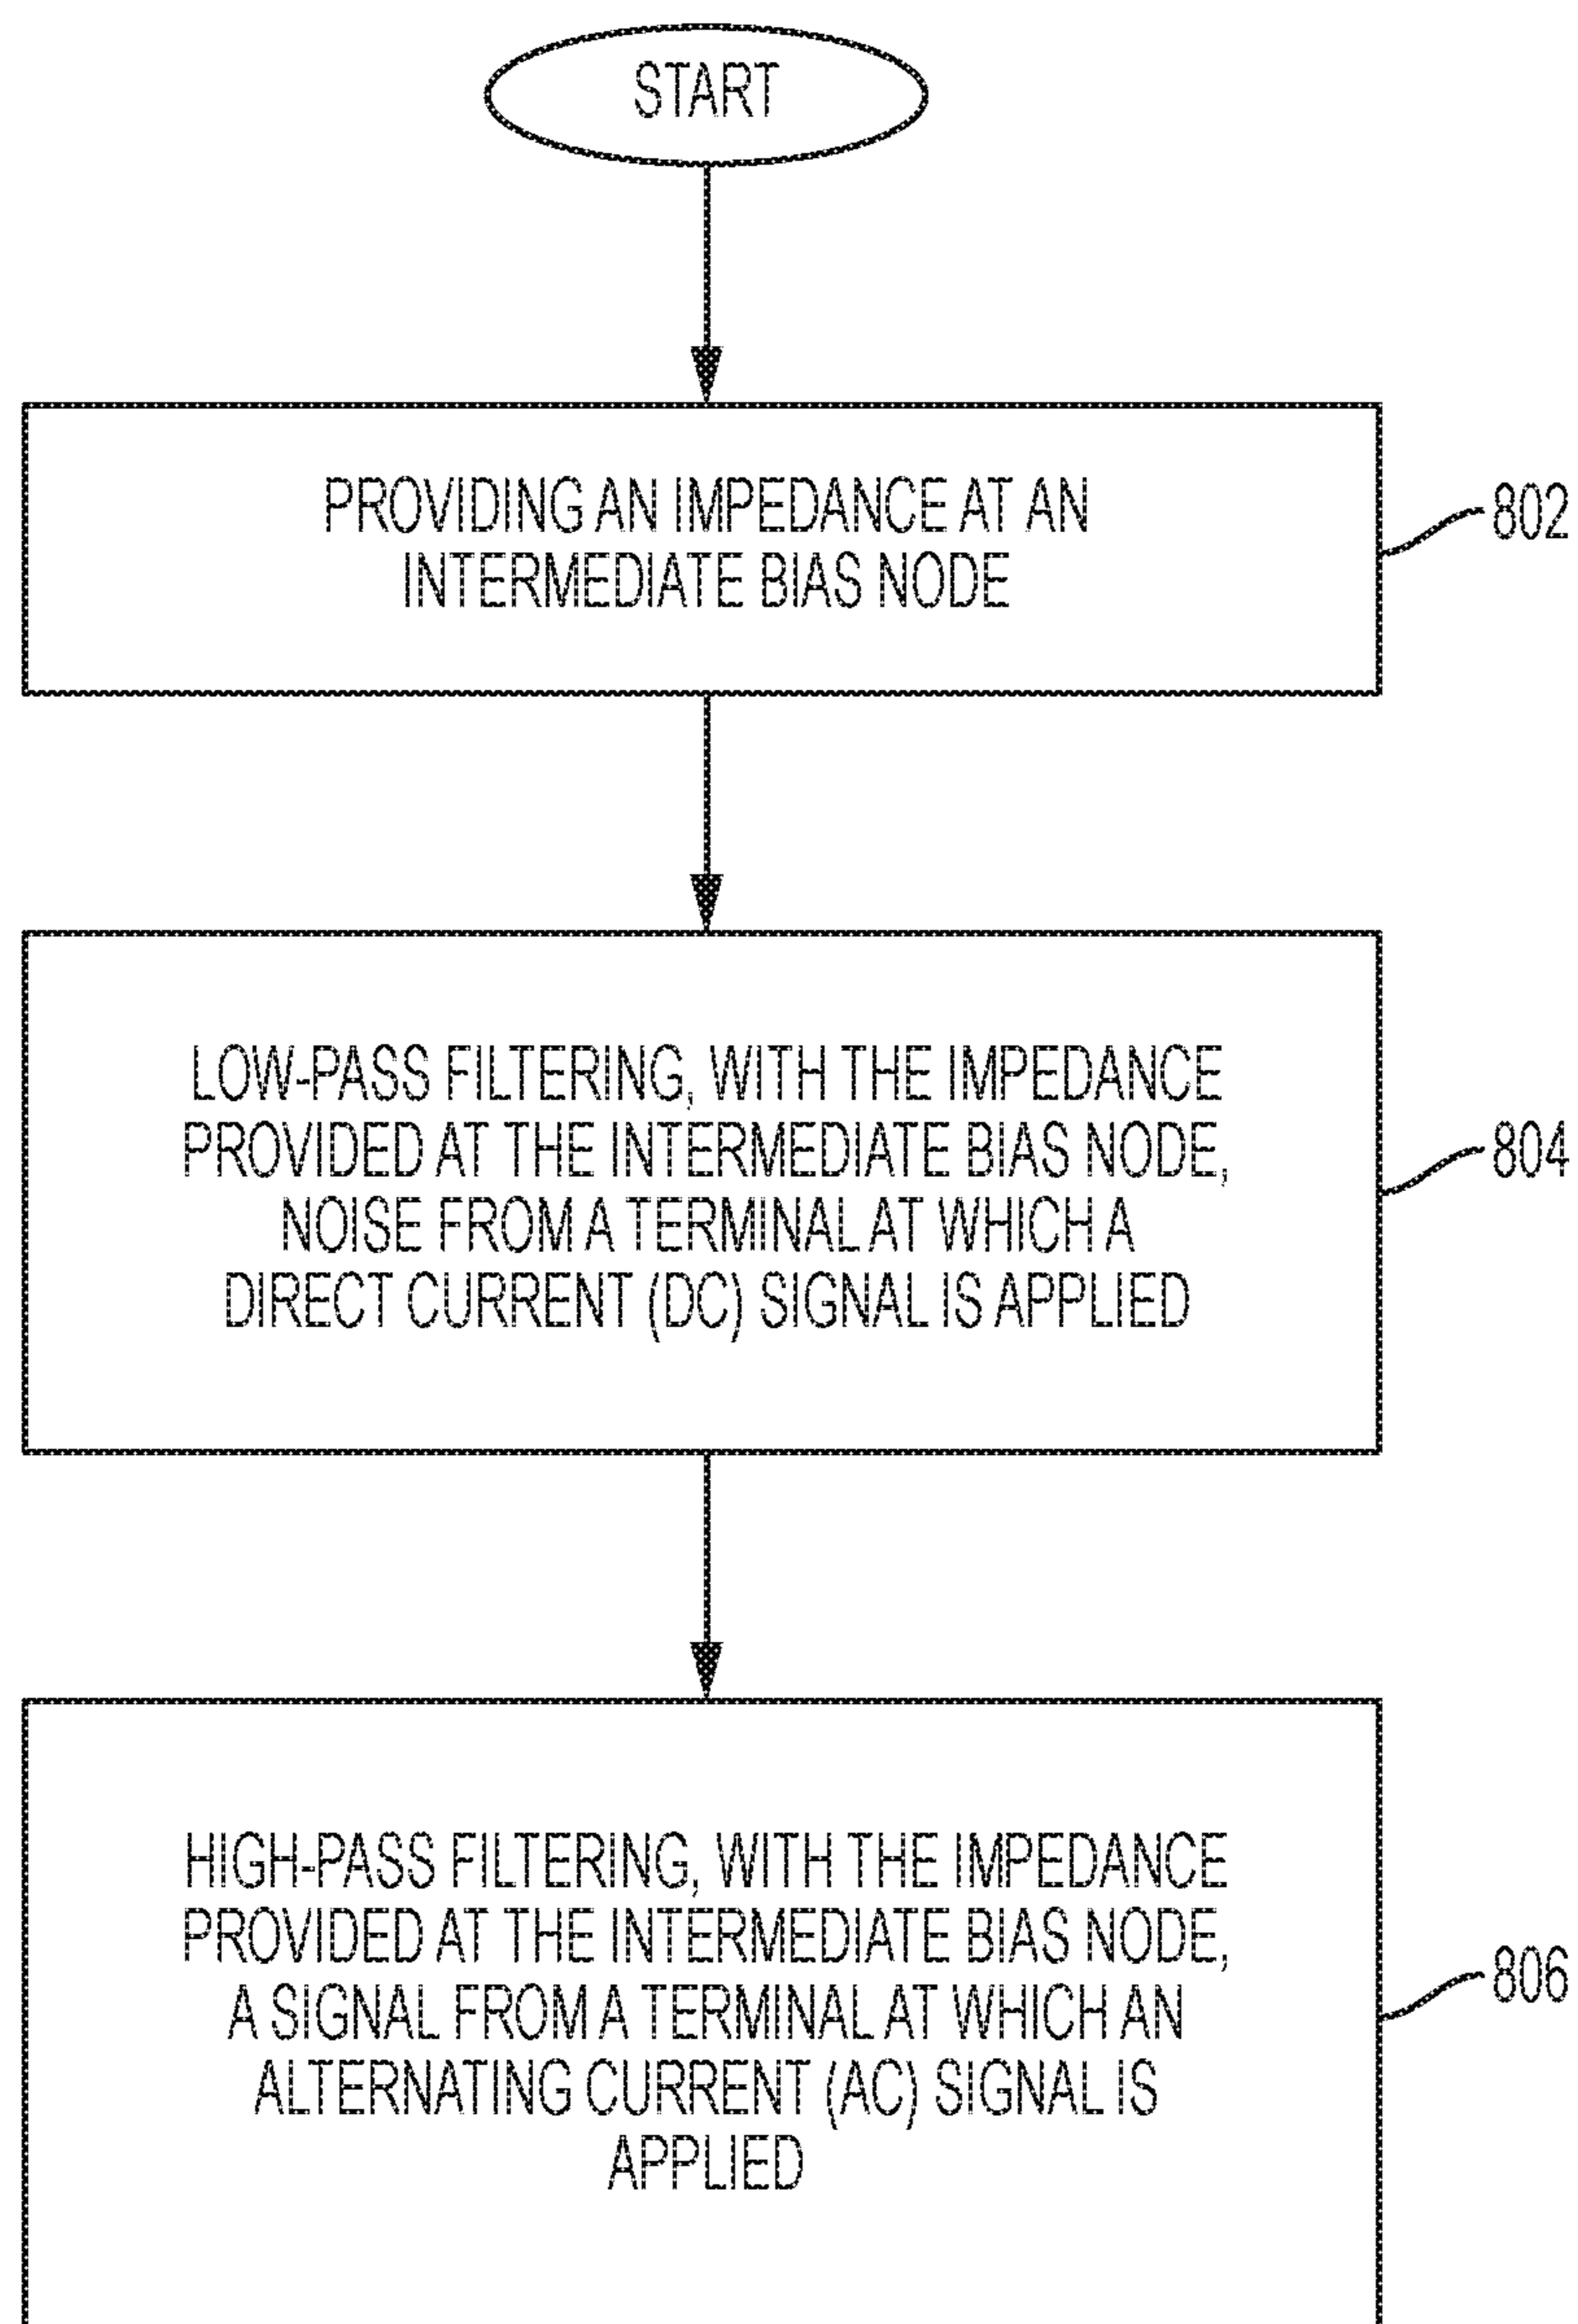 START
PROVIDING AN IMPEDANCE AT AN
INTERMEDIATE BIAS NODE
802
LOW-PASS FILTERING, WITH THE IMPEDANCE
PROVIDED AT THE INTERMEDIATE BIAS NODE,
NOISE FROM A TERMINAL AT WHICH A
DIRECT CURRENT (DC) SIGNAL IS APPLIED
804
HIGH-PASS FILTERING, WITH THE IMPEDANCE
PROVIDED AT THE INTERMEDIATE BIAS NODE,
A SIGNAL FROM A TERMINAL AT WHICH AN
ALTERNATING CURRENT (AC) SIGNAL IS
APPLIED
806